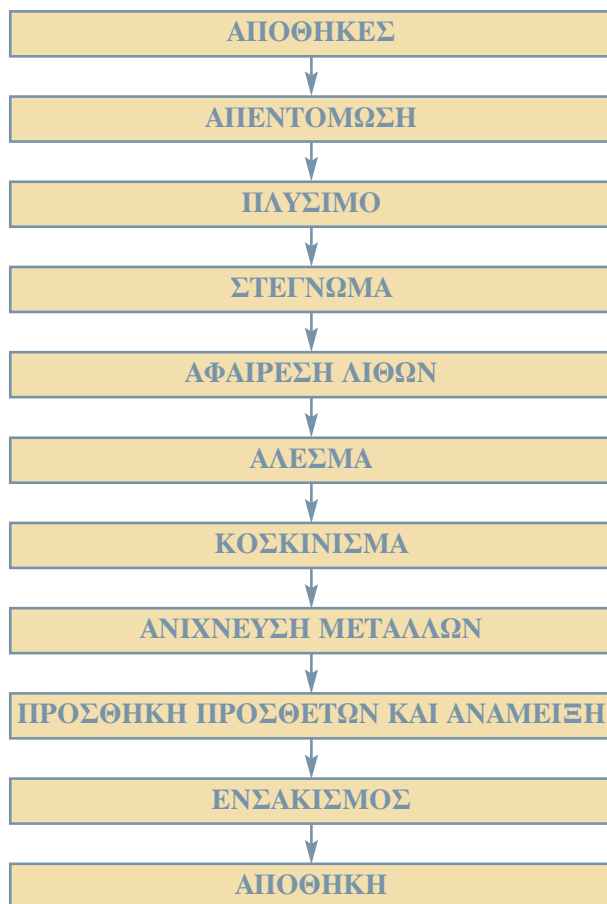 ΑΠΟΘΗΚΕΣ
ΑΠΕΝΤΟΜΩΣΗ
ΠΛΥΣΙΜΟ
ΣΤΕΓΝΩΜΑ
ΑΦΑΙΡΕΣΗ ΛΙΘΩΝ
ΑΛΕΣΜΑ
ΚΟΣΚΙΝΙΣΜΑ
ΑΝΙΧΝΕΥΣΗ ΜΕΤΑΛΛΩΝ
ΠΡΟΣΘΗΚΗ ΠΡΟΣΘΕΤΩΝ ΚΑΙ ΑΝΑΜΕΙΞΗ
ΕΝΣΑΚΙΣΜΟΣ
ΑΠΟΘΗΚΗ